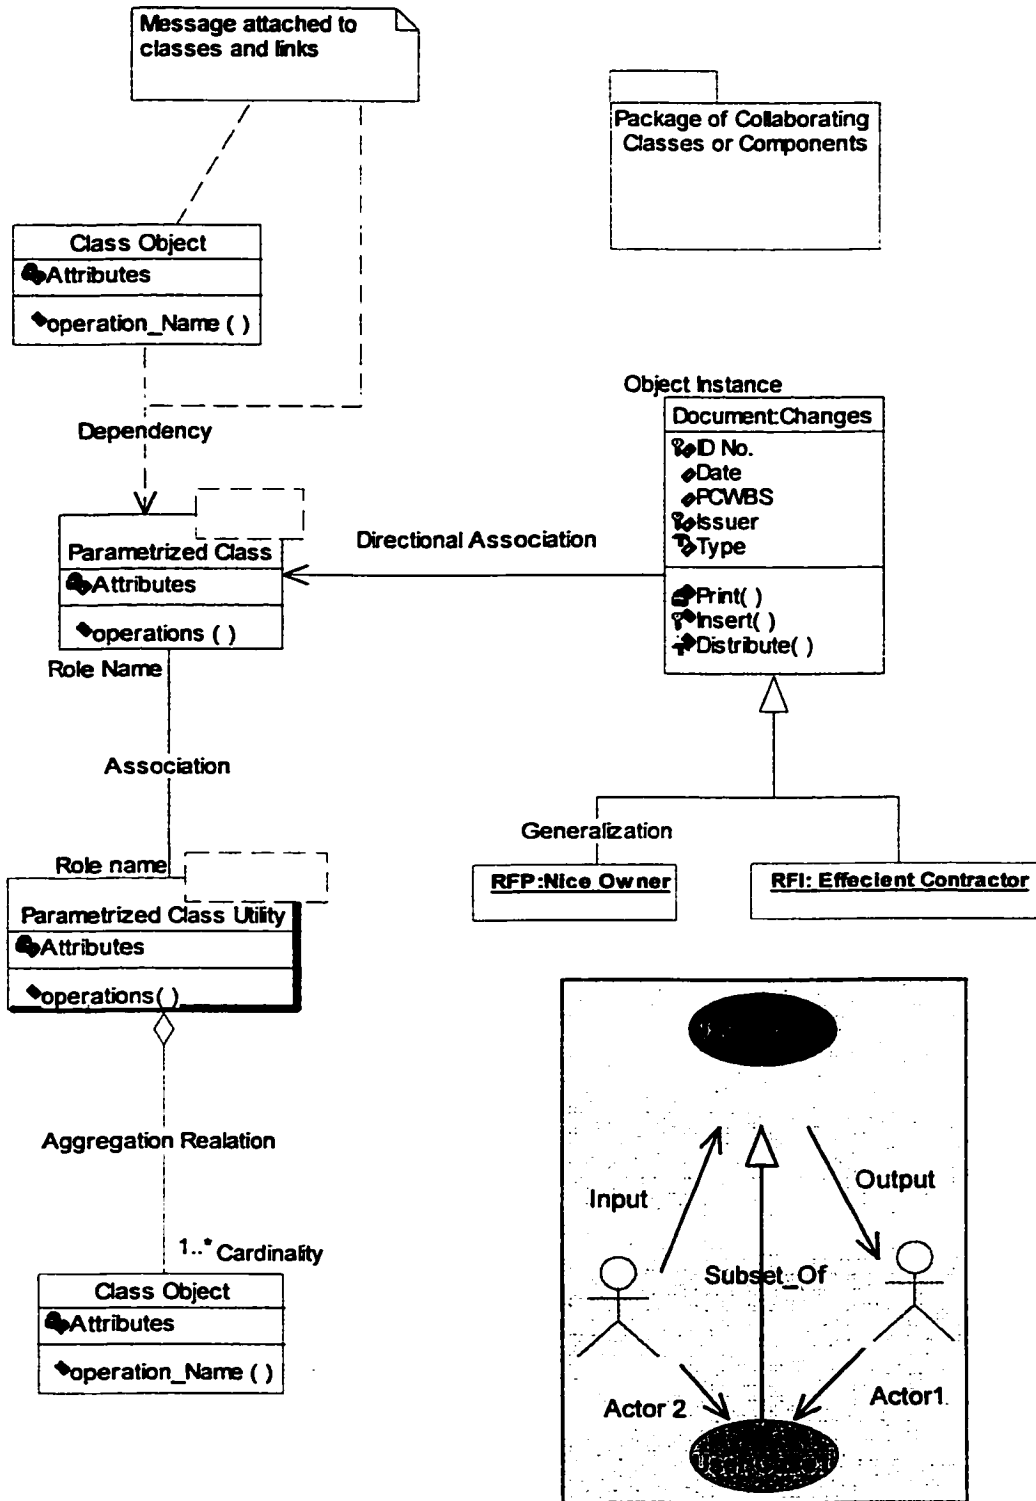 Message attached to
classes and links
Package of Collaborating
Classes or Components
Class Object
Attributes
operation_Name ( )
Dependency
Object Instance
Document:Changes
ID No.
Date
PCWBS
Issuer
Type
Print( )
Insert( )
Distribute( )
Directional Association
Parametrized Class
Attributes
operations ( )
Role Name
Association
Role name
Parametrized Class Utility
Attributes
operations( )
Generalization
RFP:Nice Owner
RFI: Effecient Contractor
Aggregation Realation
1..* Cardinality
Class Object
Attributes
operation_Name ( )
Input
Output
Subset_Of
Actor 2
Actor1